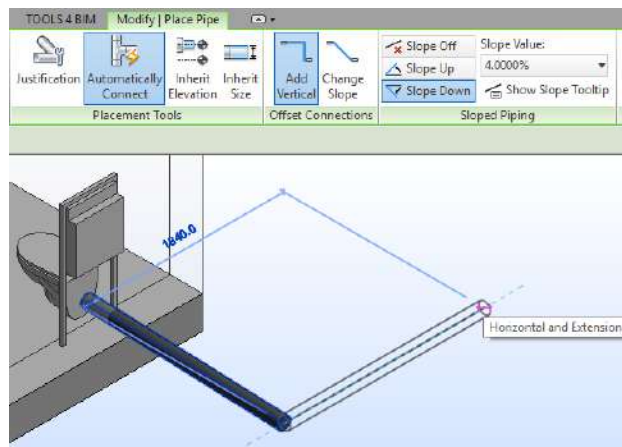 TOOLS 4 BIM
Modify | Place Pipe
Justification
Automatically
Connect
Inherit
Elevation
Inherit
Size
Placement Tools
Add
Vertical
Change
Slope
Offset Connections
Slope Off
Slope Up
Slope Down
Slope Value:
4.0000%
Show Slope Tooltip
Sloped Piping
1840.0
Horizontal and Extension